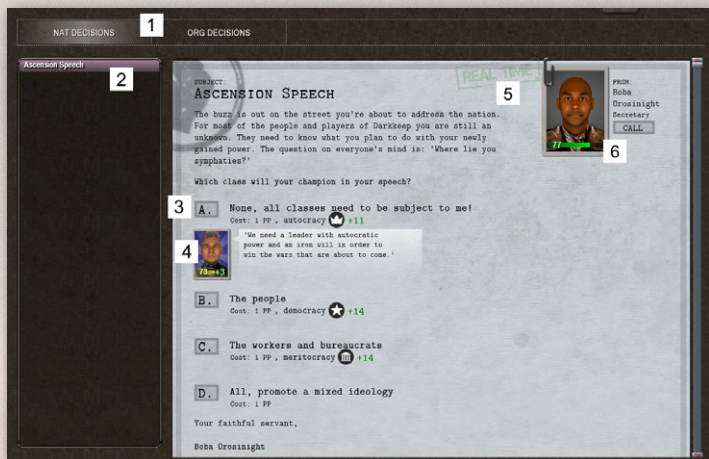 NAT DECISIONS
1
ORG DECISIONS
Ascension Speech
2
REAL TIME
5
SUBJECT:
ASCENSION SPEECH
FROM:
Boba
Orosinight
Secretary
CALL
77
6
The buzz is out on the street you're about to address the nation.
For most of the people and players of Darkeep you are still an
unknown. They need to know what you plan to do with your newly
gained power. The question on everyone's mind is: 'Where lie you
symphaties?'
Which class will your champion in your speech?
3
A. None, all classes need to be subject to me!
Cost: 1 PP , autocracy +11
4
73 +3
'We need a leader with autocratic
power and an iron will in order to
win the wars that are about to come.'
B. The people
Cost: 1 PP , democracy +14
C. The workers and bureaucrats
Cost: 1 PP , meritocracy +14
D. All, promote a mixed ideology
Cost: 1 PP
Your faithful servant,
Boba Orosinight